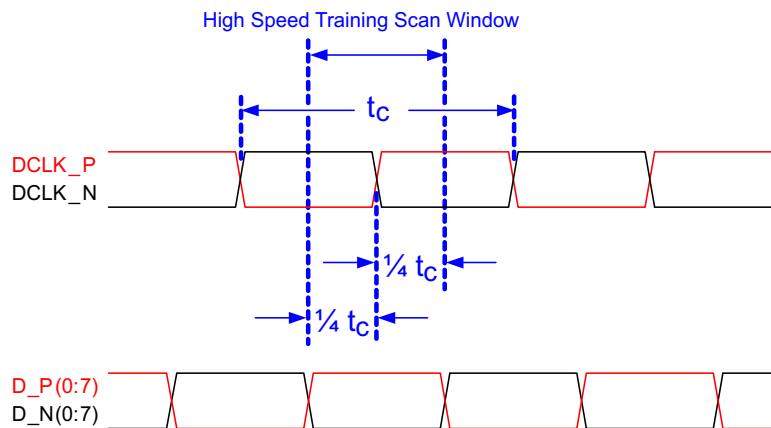 High Speed Training Scan Window
tC
DCLK_P
DCLK_N
¼ tC
¼ tC
D_P(0:7)
D_N(0:7)